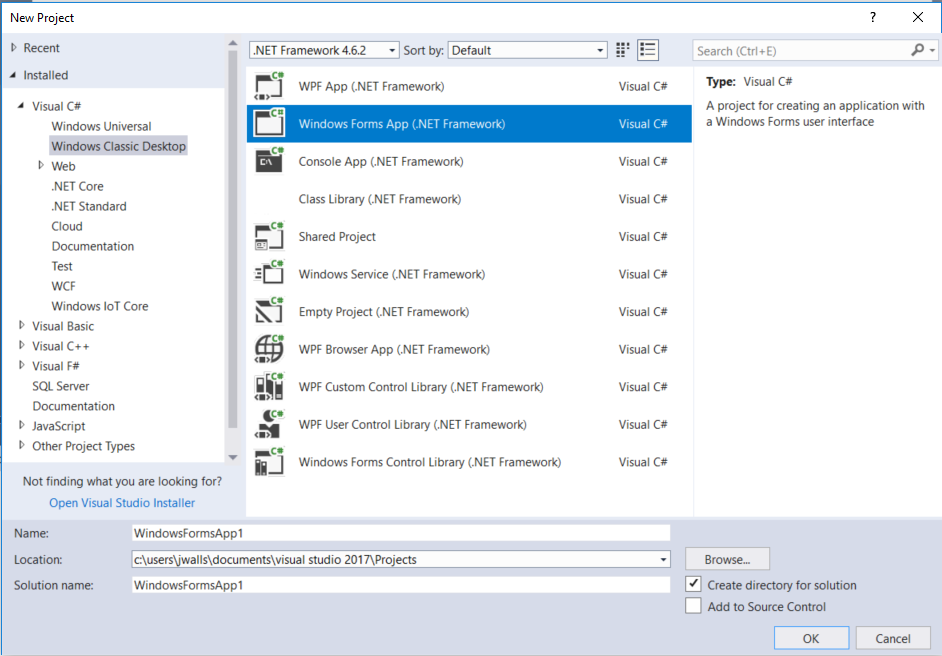 New Project
?
Recent
Installed
Visual C#
Windows Universal
Windows Classic Desktop
Web
.NET Core
.NET Standard
Cloud
Documentation
Test
WCF
Windows IoT Core
Visual Basic
Visual C++
Visual F#
SQL Server
Documentation
JavaScript
Other Project Types
Not finding what you are looking for?
Open Visual Studio Installer
.NET Framework 4.6.2 Sort by: Default
WPF App (.NET Framework) Visual C#
Windows Forms App (.NET Framework) Visual C#
Console App (.NET Framework) Visual C#
Class Library (.NET Framework) Visual C#
Shared Project Visual C#
Windows Service (.NET Framework) Visual C#
Empty Project (.NET Framework) Visual C#
WPF Browser App (.NET Framework) Visual C#
WPF Custom Control Library (.NET Framework) Visual C#
WPF User Control Library (.NET Framework) Visual C#
Windows Forms Control Library (.NET Framework) Visual C#
Search (Ctrl+E)
Type: Visual C#
A project for creating an application with
a Windows Forms user interface
Name: WindowsFormsApp1
Location: c:\users\jwalls\documents\visual studio 2017\Projects Browse...
Solution name: WindowsFormsApp1
Create directory for solution
Add to Source Control
OK Cancel